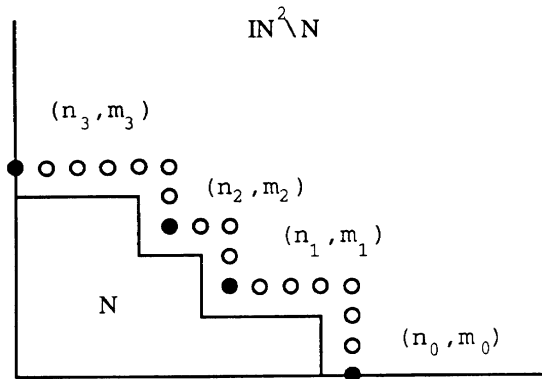 IN²\N
(n₃,m₃)
(n₂,m₂)
(n₁,m₁)
N
(n₀,m₀)